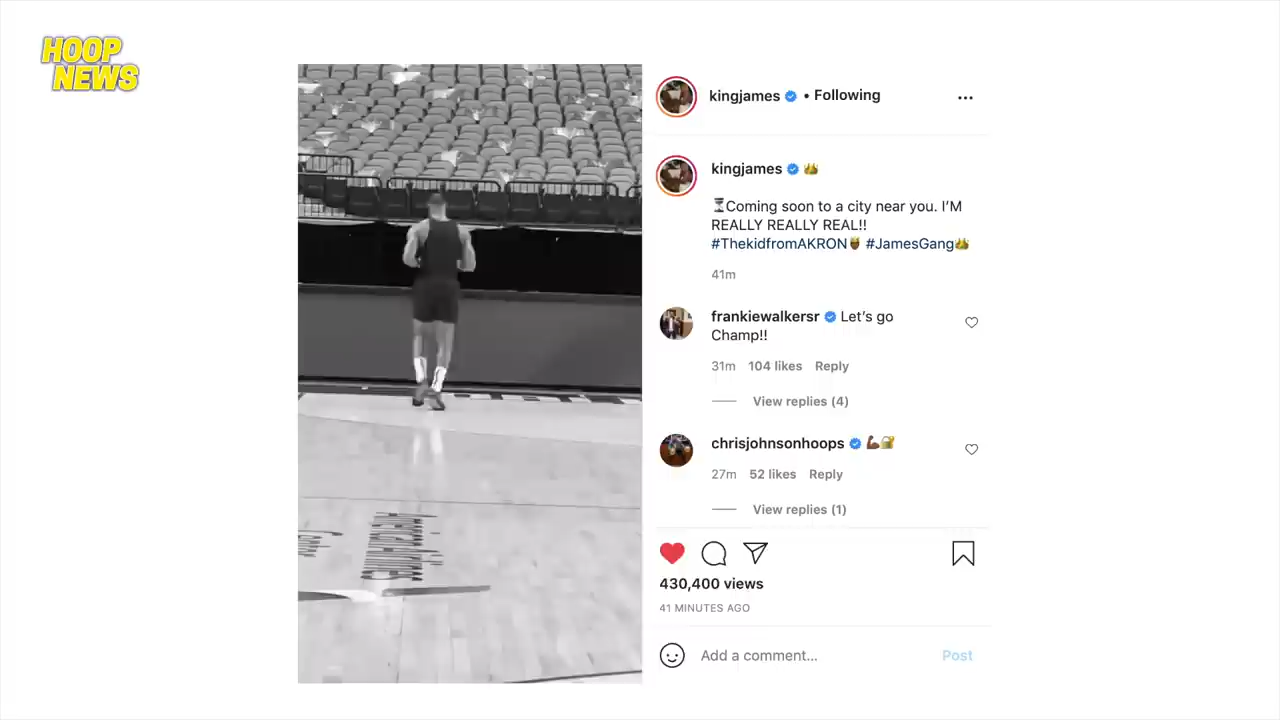 HOOP
NEWS
kingjames • Following
kingjames
Coming soon to a city near you. I'M
REALLY REALLY REAL!!
#ThekidfromAKRON #JamesGang
41m
frankiewalkersr Let's go
Champ!!
31m 104 likes Reply
View replies (4)
chrisjohnsonhoops
27m 52 likes Reply
View replies (1)
430,400 views
41 MINUTES AGO
Add a comment... Post